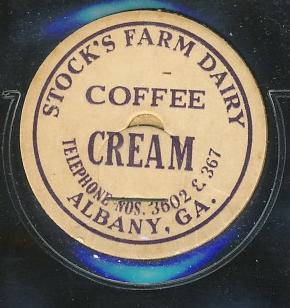 STOCK'S FARM DAIRY
COFFEE
CREAM
TELEPHONE NOS. 3602 & 367
ALBANY, GA.